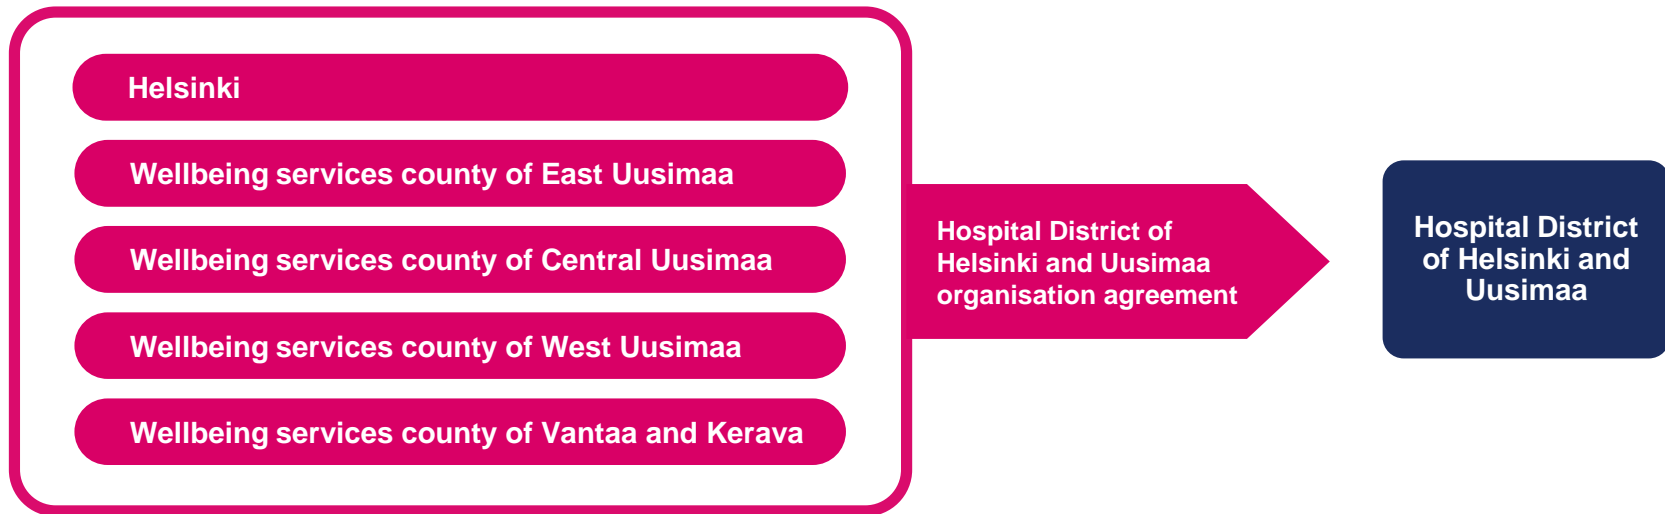 Helsinki
Wellbeing services county of East Uusimaa
Wellbeing services county of Central Uusimaa
Wellbeing services county of West Uusimaa
Wellbeing services county of Vantaa and Kerava
Hospital District of
Helsinki and Uusimaa
organisation agreement
Hospital District
of Helsinki and
Uusimaa